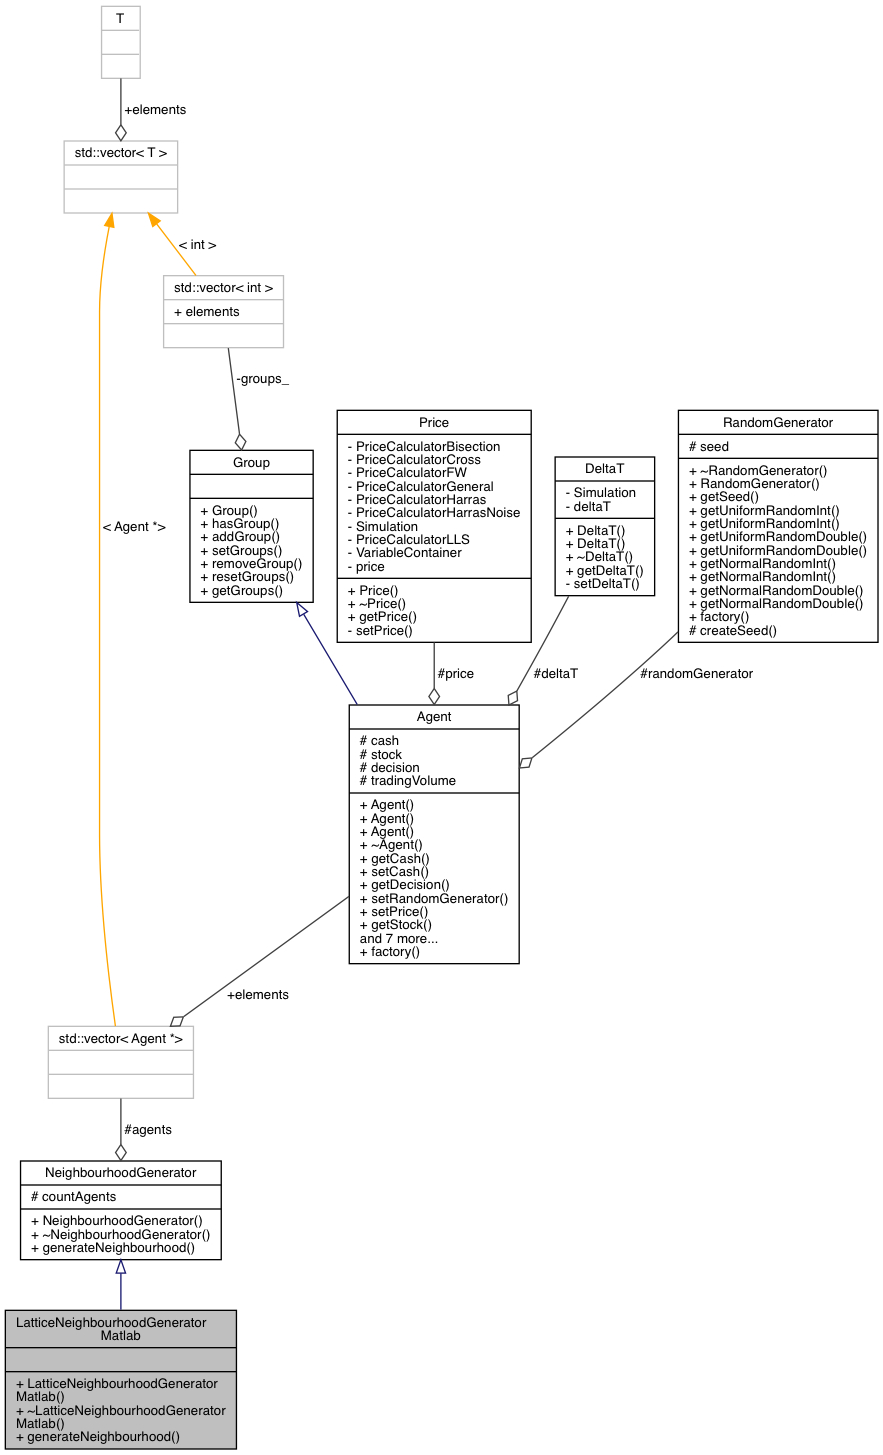 T
+elements
std::vector< T >
< int >
std::vector< int >
+ elements
-groups_
< Agent *>
Group
+ Group()
+ hasGroup()
+ addGroup()
+ setGroups()
+ removeGroup()
+ resetGroups()
+ getGroups()
Price
- PriceCalculatorBisection
- PriceCalculatorCross
- PriceCalculatorFW
- PriceCalculatorGeneral
- PriceCalculatorHarras
- PriceCalculatorHarrasNoise
- Simulation
- PriceCalculatorLLS
- VariableContainer
- price
+ Price()
+ ~Price()
+ getPrice()
- setPrice()
DeltaT
- Simulation
- deltaT
+ DeltaT()
+ DeltaT()
+ ~DeltaT()
+ getDeltaT()
- setDeltaT()
RandomGenerator
# seed
+ ~RandomGenerator()
+ RandomGenerator()
+ getSeed()
+ getUniformRandomInt()
+ getUniformRandomInt()
+ getUniformRandomDouble()
+ getUniformRandomDouble()
+ getNormalRandomInt()
+ getNormalRandomInt()
+ getNormalRandomDouble()
+ getNormalRandomDouble()
+ factory()
# createSeed()
#price
#deltaT
#randomGenerator
Agent
# cash
# stock
# decision
# tradingVolume
+ Agent()
+ Agent()
+ Agent()
+ ~Agent()
+ getCash()
+ setCash()
+ getDecision()
+ setRandomGenerator()
+ setPrice()
+ getStock()
and 7 more...
+ factory()
+elements
std::vector< Agent *>
#agents
NeighbourhoodGenerator
# countAgents
+ NeighbourhoodGenerator()
+ ~NeighbourhoodGenerator()
+ generateNeighbourhood()
LatticeNeighbourhoodGenerator
Matlab
+ LatticeNeighbourhoodGenerator
Matlab()
+ ~LatticeNeighbourhoodGenerator
Matlab()
+ generateNeighbourhood()